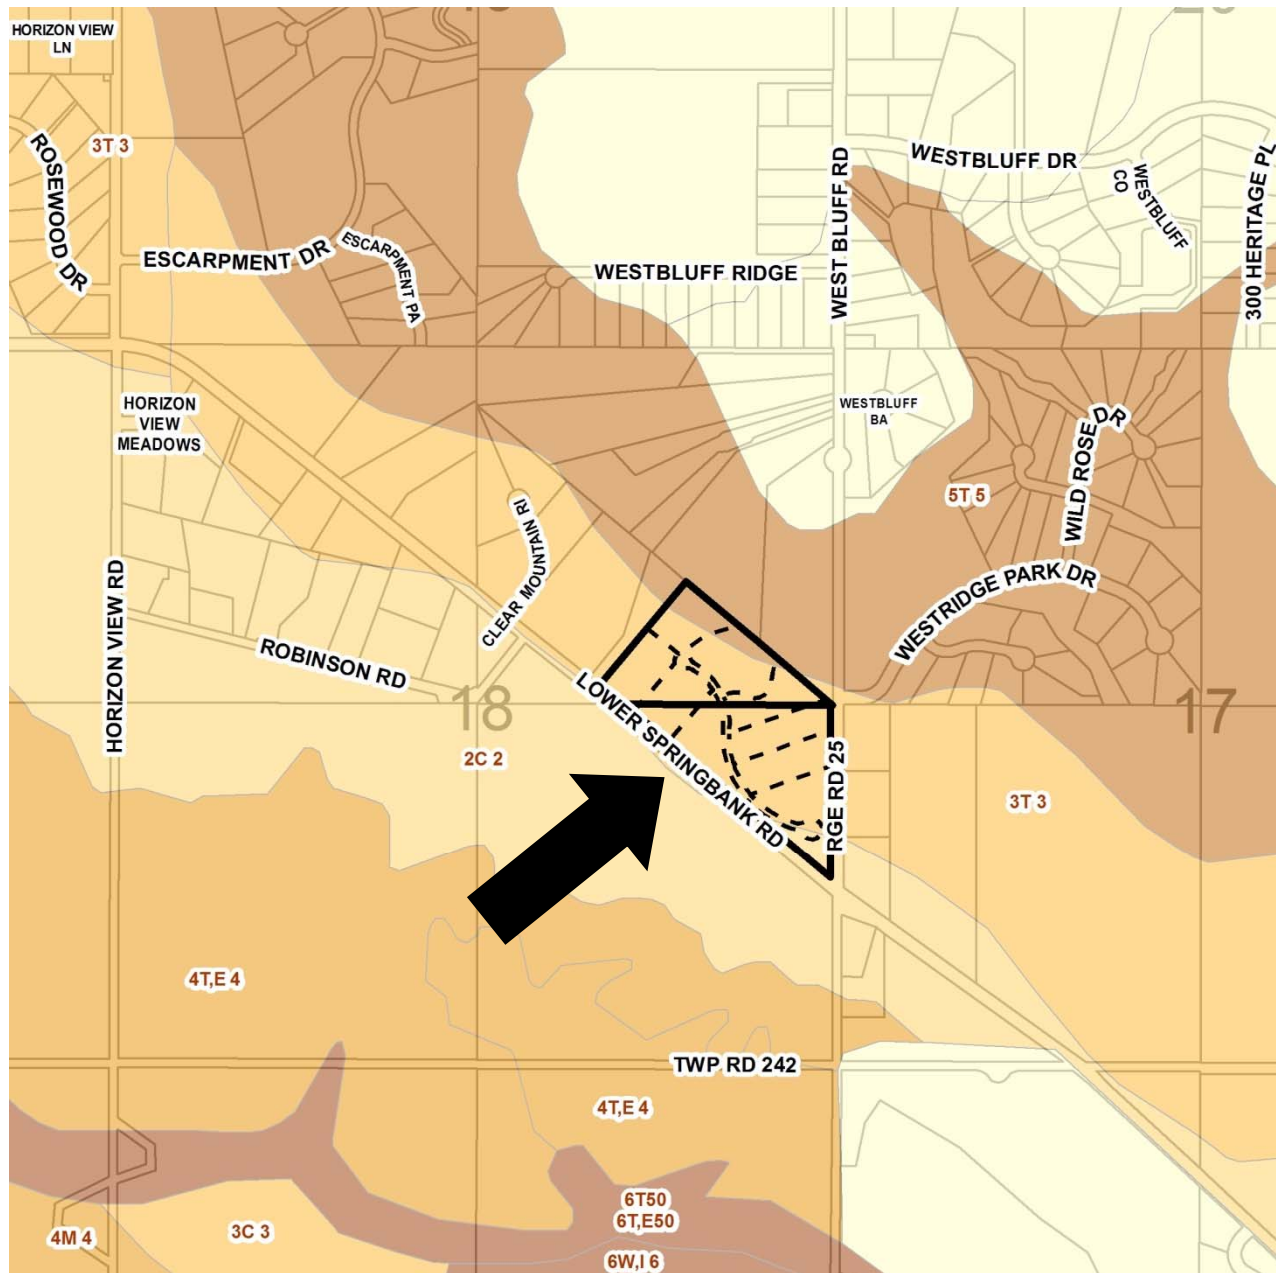 HORIZON VIEW
LN
ROSEWOOD DR
3T 3
ESCARPMENT DR
ESCARPMENT PA
WESTBLUFF RIDGE
WEST BLUFF RD
WESTBLUFF DR
WESTBLUFF
CO
300 HERITAGE PL
HORIZON
VIEW
MEADOWS
WESTBLUFF
BA
WILD ROSE DR
5T 5
CLEAR MOUNTAIN RI
WESTRIDGE PARK DR
HORIZON VIEW RD
ROBINSON RD
18
17
LOWER SPRINGBANK RD
RGE RD 25
2C 2
3T 3
4T,E 4
TWP RD 242
4T,E 4
6T50
6T,E50
6W,I 6
3C 3
4M 4